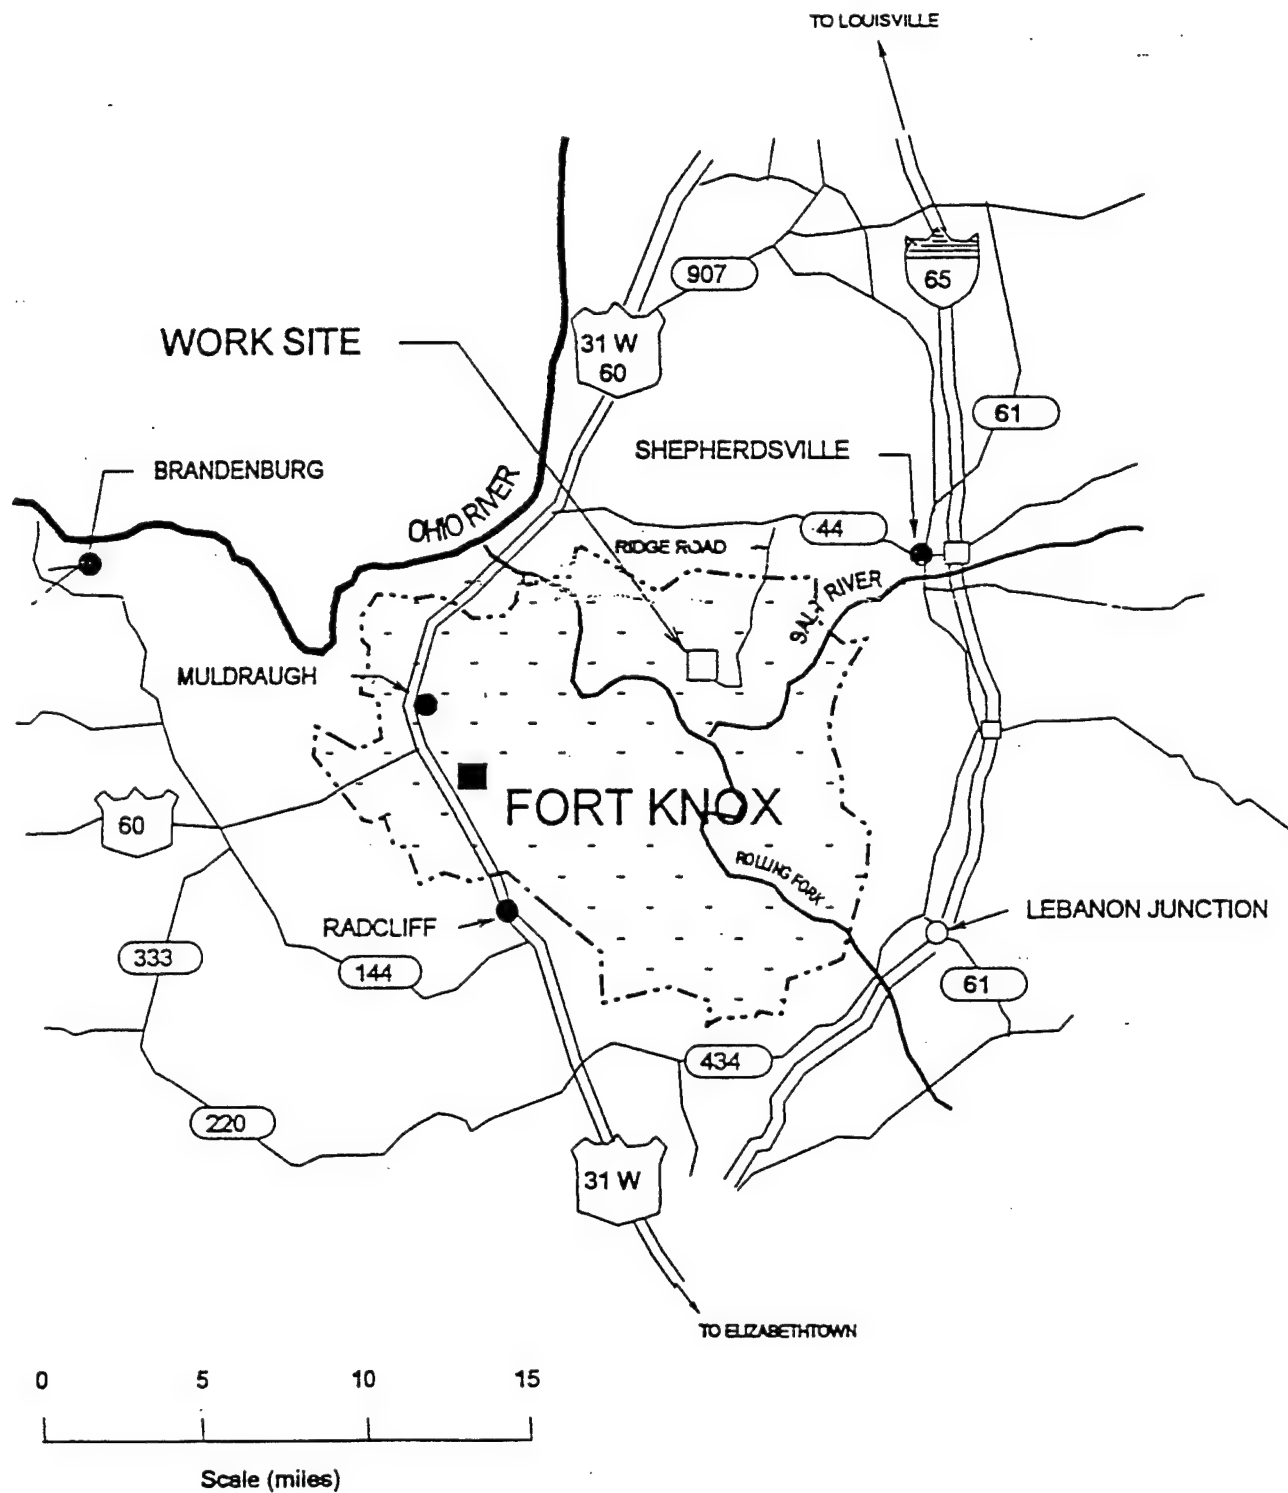 TO LOUISVILLE
907
65
WORK SITE
31 W
60
61
SHEPHERDSVILLE
BRANDENBURG
OHIO RIVER
44
RIDGE ROAD
SALT RIVER
MULDRAUGH
FORT KNOX
60
ROLLING FORK
RADCLIFF
LEBANON JUNCTION
333
144
61
434
220
31 W
TO ELIZABETHTOWN
0 5 10 15
Scale (miles)